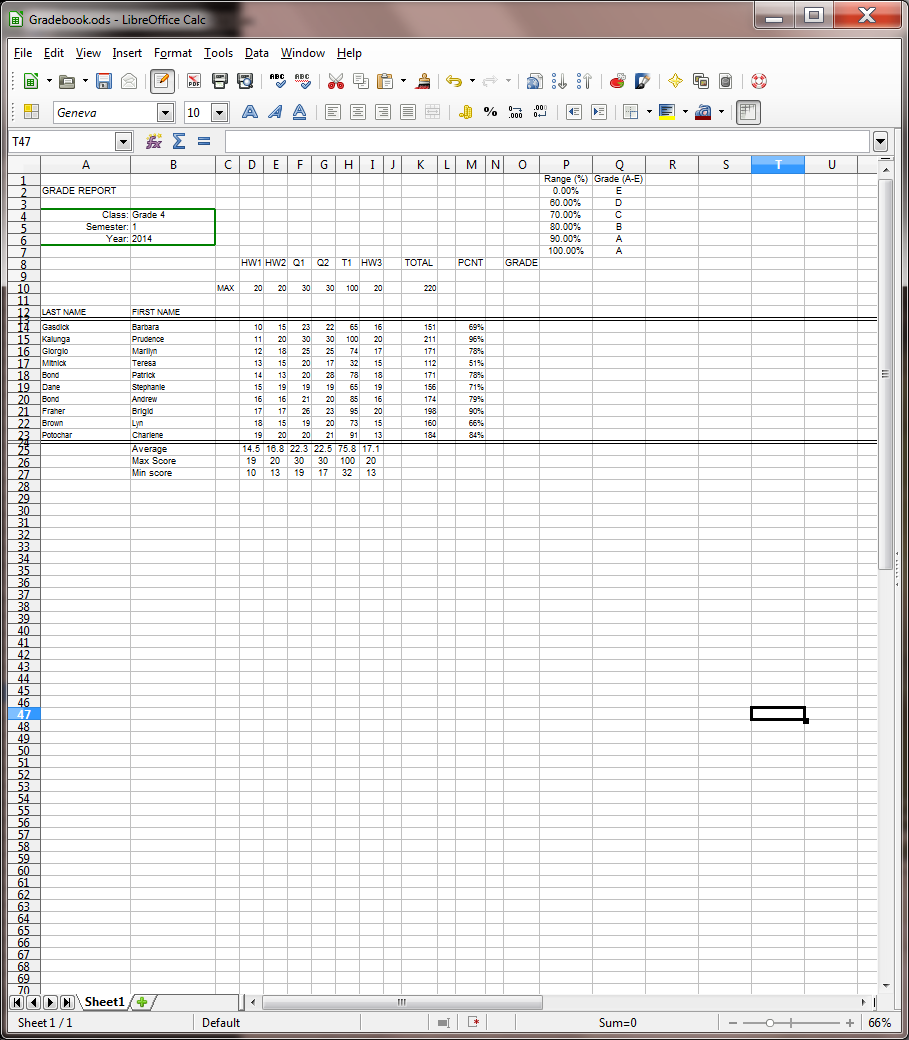 Gradebook.ods - LibreOffice Calc
File Edit View Insert Format Tools Data Window Help
PDF ABC ABC
Geneva 10 % .000 .000
T47 fx Σ =
A B C D E F G H I J K L M N O P Q R S T U
1 Range (%) Grade (A-E)
2 GRADE REPORT 0.00% E
3 60.00% D
4 Class: Grade 4 70.00% C
5 Semester: 1 80.00% B
6 Year: 2014 90.00% A
7 100.00% A
8 HW1 HW2 Q1 Q2 T1 HW3 TOTAL PCNT GRADE
9
10 MAX 20 20 30 30 100 20 220
11
12 LAST NAME FIRST NAME
13
14 Gasdick Barbara 10 15 23 22 65 16 151 69%
15 Kalunga Prudence 11 20 30 30 100 20 211 96%
16 Giorgio Marilyn 12 18 25 25 74 17 171 78%
17 Mitnick Teresa 13 15 20 17 32 15 112 51%
18 Bond Patrick 14 13 20 28 78 18 171 78%
19 Dane Stephanie 15 19 19 19 65 19 156 71%
20 Bond Andrew 16 16 21 20 85 16 174 79%
21 Fraher Brigid 17 17 26 23 95 20 198 90%
22 Brown Lyn 18 15 19 20 73 15 160 66%
23 Potochar Charlene 19 20 20 21 91 13 184 84%
24
25 Average 14.5 16.8 22.3 22.5 75.8 17.1
26 Max Score 19 20 30 30 100 20
27 Min score 10 13 19 17 32 13
28
29
30
31
32
33
34
35
36
37
38
39
40
41
42
43
44
45
46
47
48
49
50
51
52
53
54
55
56
57
58
59
60
61
62
63
64
65
66
67
68
69
70
Sheet1
Sheet 1 / 1 Default Sum=0 66%